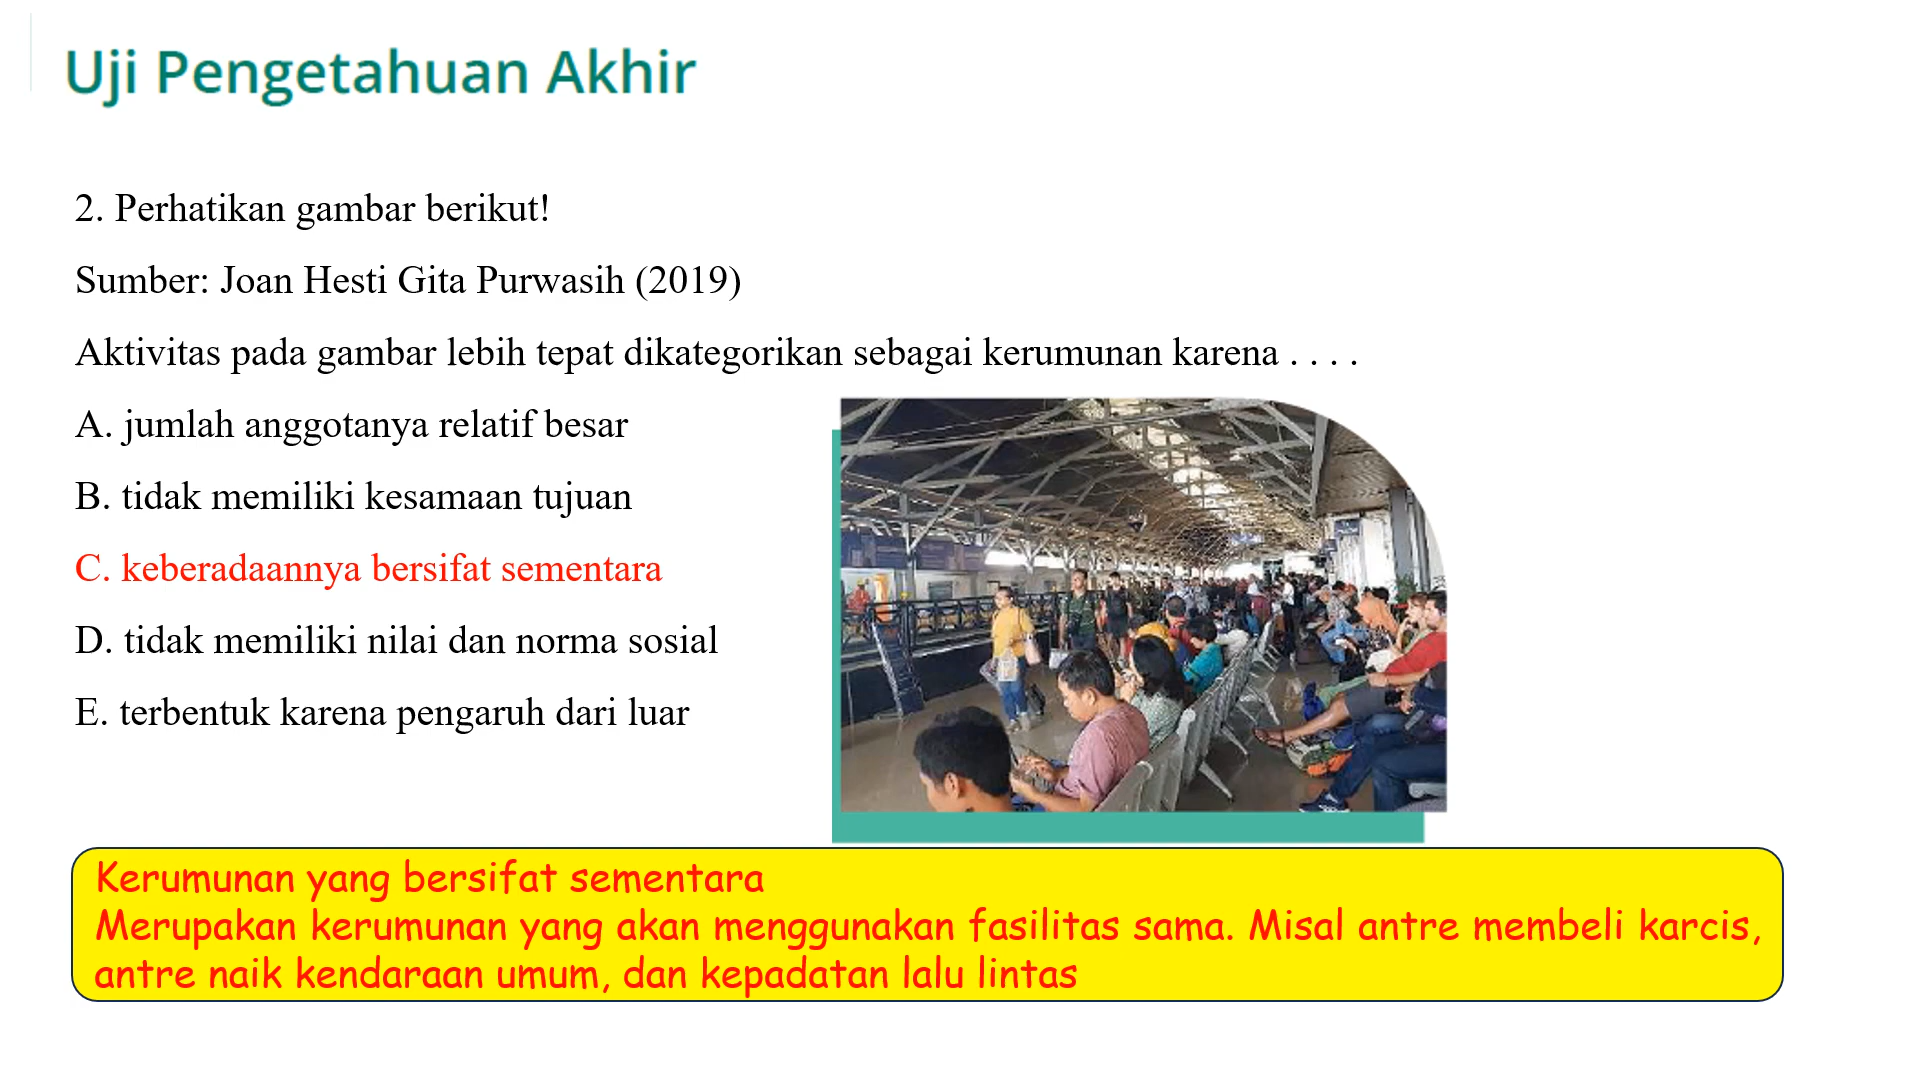 Uji Pengetahuan Akhir
2. Perhatikan gambar berikut!
Sumber: Joan Hesti Gita Purwasih (2019)
Aktivitas pada gambar lebih tepat dikategorikan sebagai kerumunan karena . . . .
A. jumlah anggotanya relatif besar
B. tidak memiliki kesamaan tujuan
C. keberadaannya bersifat sementara
D. tidak memiliki nilai dan norma sosial
E. terbentuk karena pengaruh dari luar
Kerumunan yang bersifat sementara
Merupakan kerumunan yang akan menggunakan fasilitas sama. Misal antre membeli karcis,
antre naik kendaraan umum, dan kepadatan lalu lintas